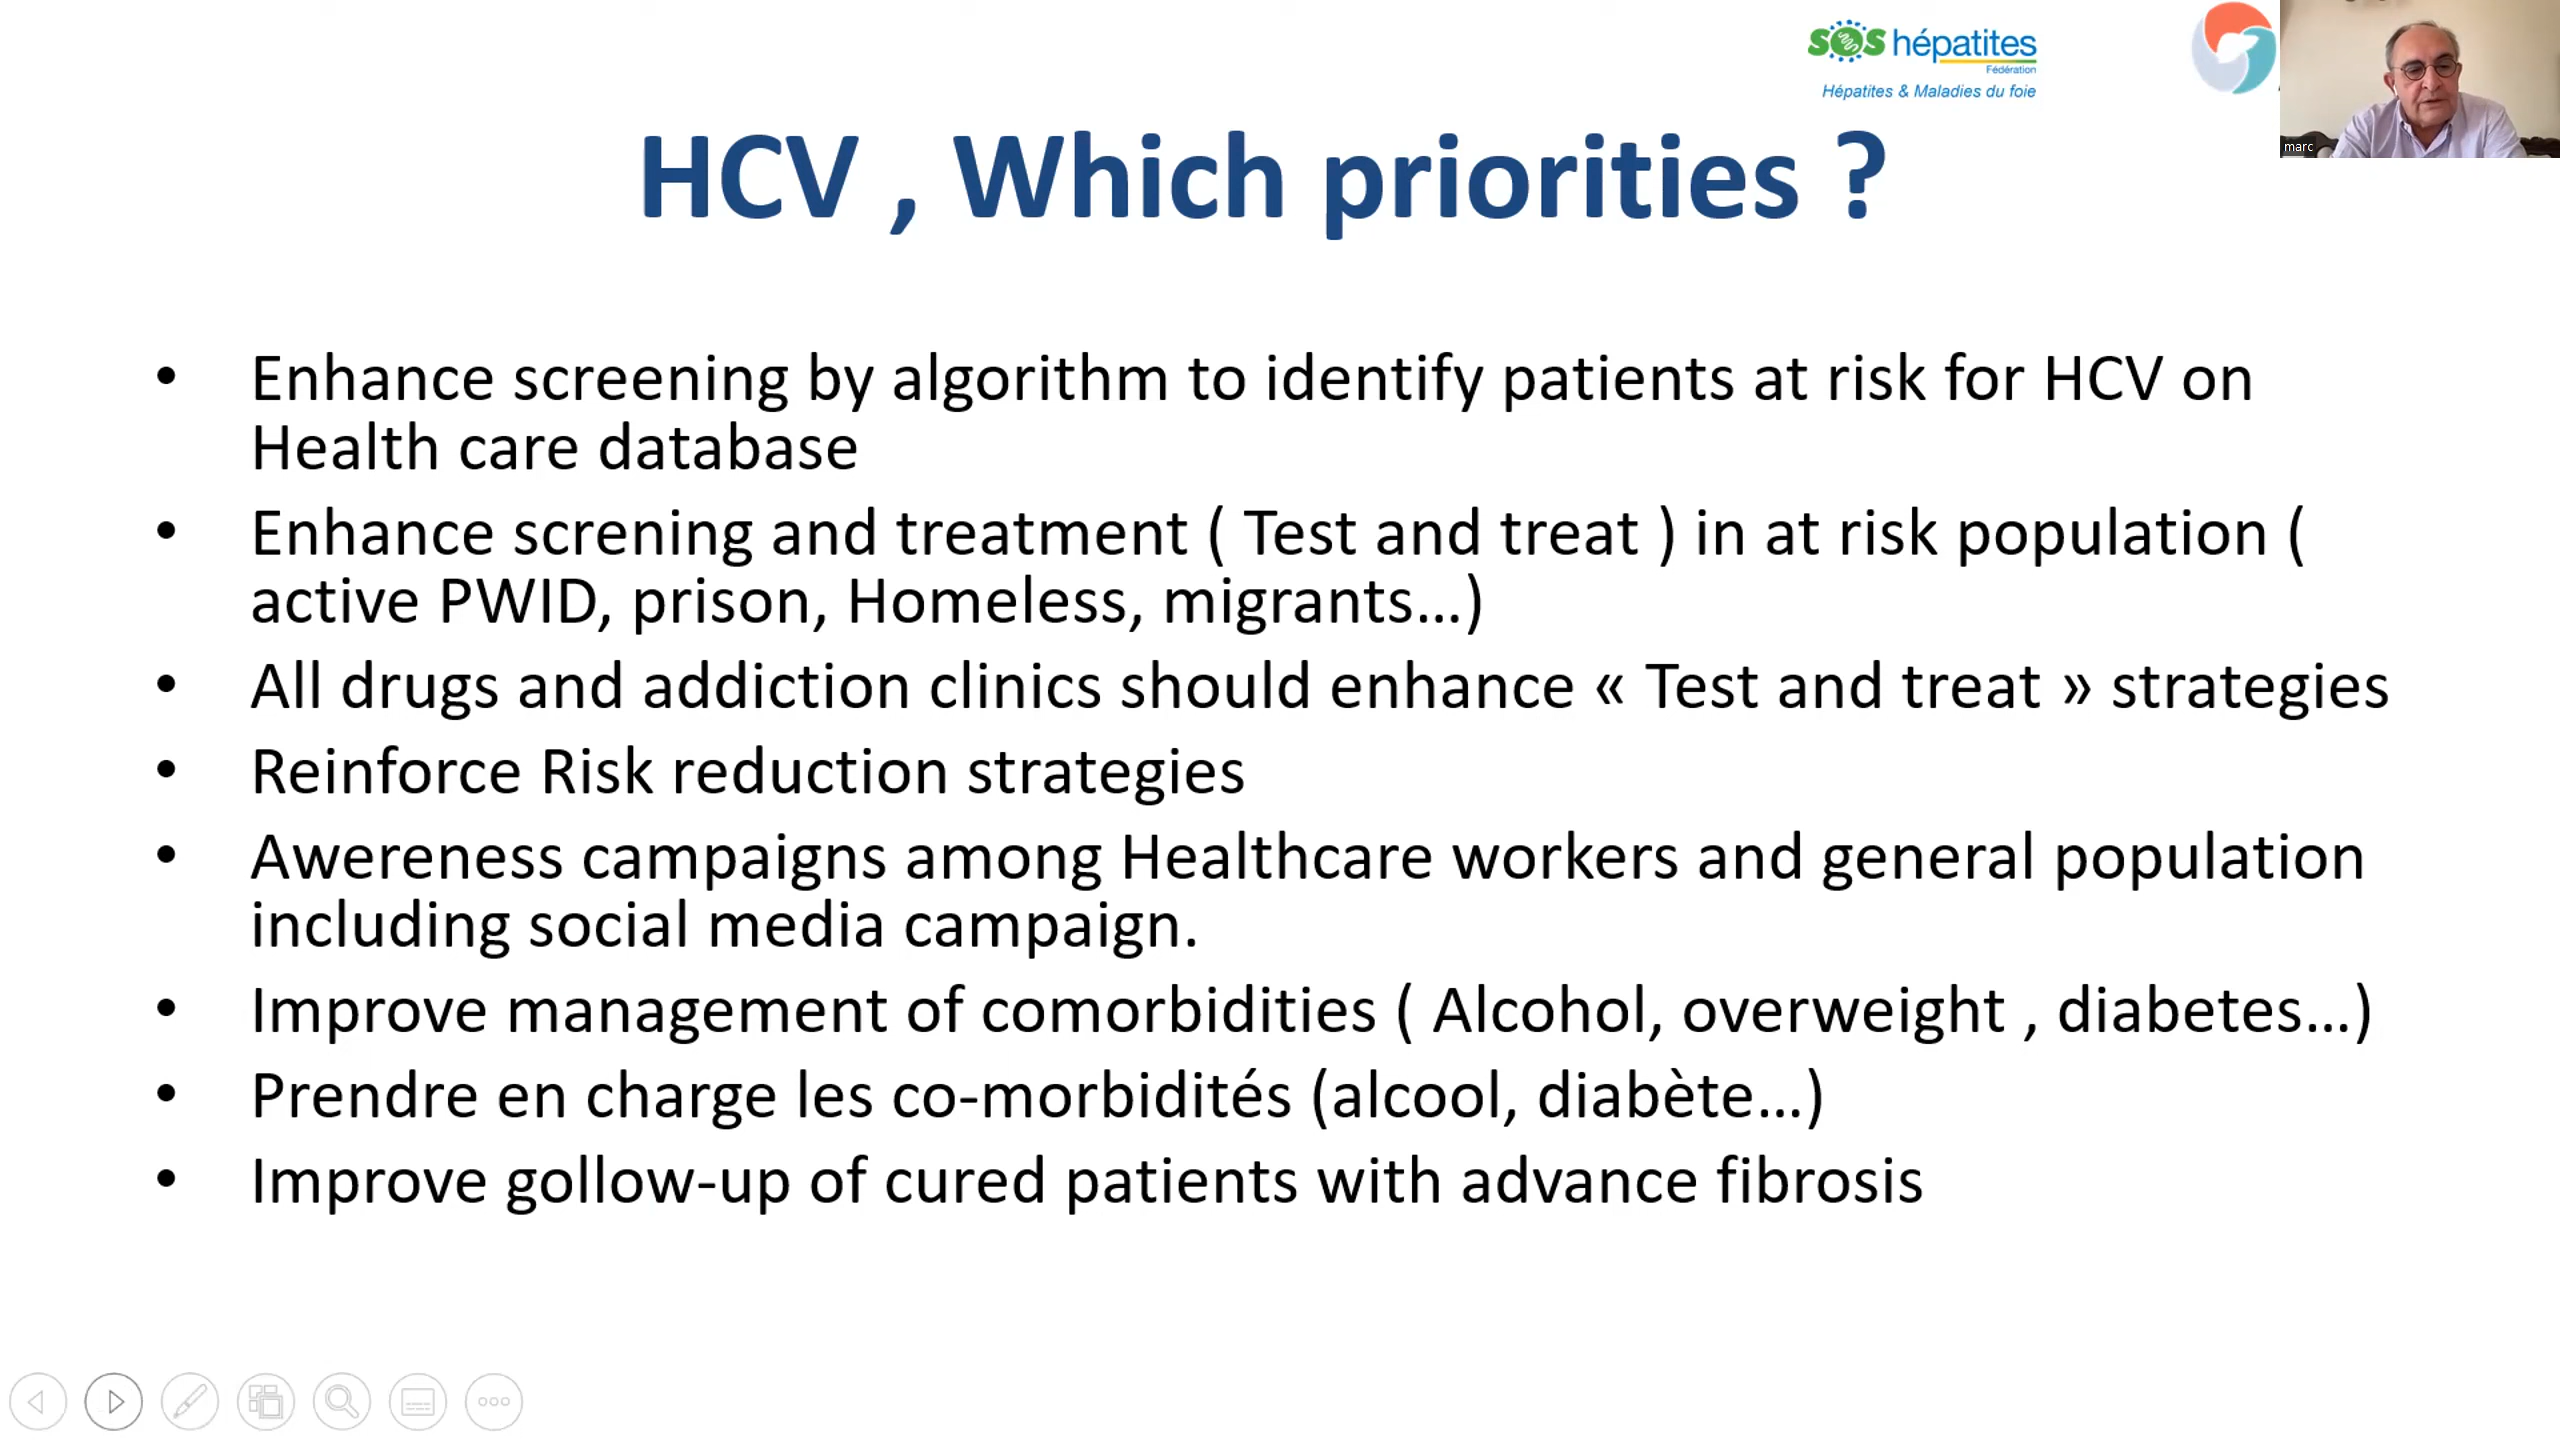 SOS hépatites
Fédération
Hépatites & Maladies du foie
marc
HCV , Which priorities ?
• Enhance screening by algorithm to identify patients at risk for HCV on
Health care database
• Enhance screning and treatment ( Test and treat ) in at risk population (
active PWID, prison, Homeless, migrants...)
• All drugs and addiction clinics should enhance « Test and treat » strategies
• Reinforce Risk reduction strategies
• Awereness campaigns among Healthcare workers and general population
including social media campaign.
• Improve management of comorbidities ( Alcohol, overweight , diabetes...)
• Prendre en charge les co-morbidités (alcool, diabète...)
• Improve gollow-up of cured patients with advance fibrosis